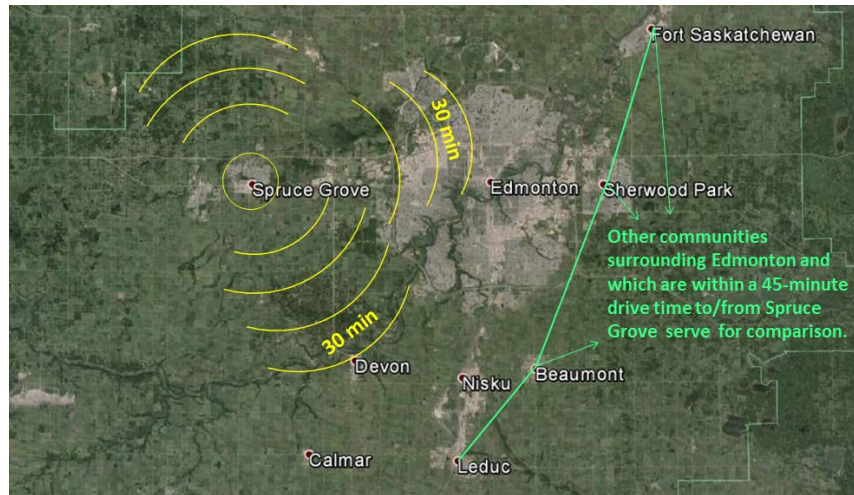 Fort Saskatchewan
30 min
Spruce Grove
Edmonton
Sherwood Park
Other communities
surrounding Edmonton and
which are within a 45-minute
drive time to/from Spruce
Grove serve for comparison.
30 min
Devon
Nisku
Beaumont
Calmar
Leduc